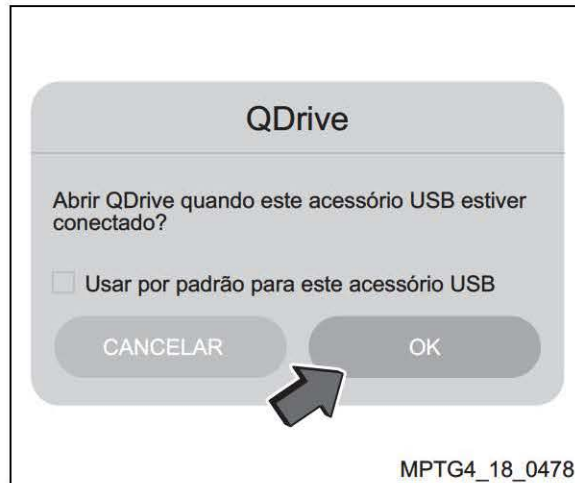 QDrive
Abrir QDrive quando este acessório USB estiver
conectado?
Usar por padrão para este acessório USB
CANCELAR
OK
MPTG4_18_0478